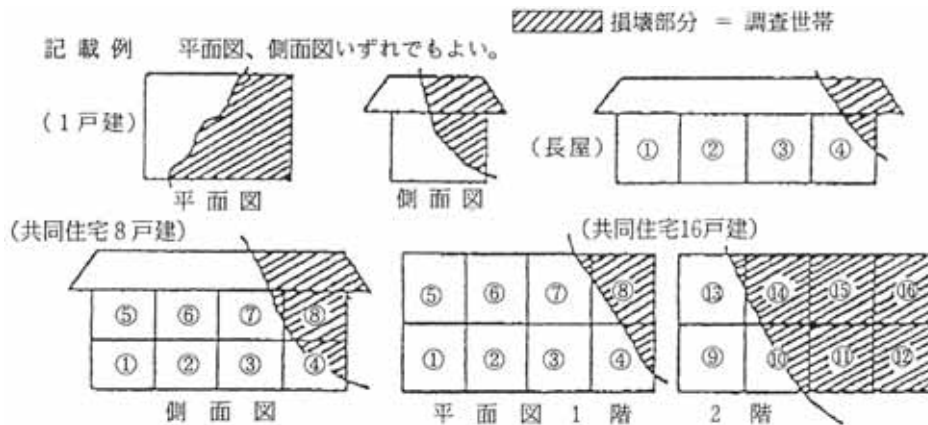 損壊部分 = 調査世帯
記載例 平面図、側面図いずれでもよい。
(1戸建)
平面図
側面図
(長屋)
① ② ③ ④
(共同住宅8戸建)
⑤ ⑥ ⑦ ⑧
① ② ③ ④
側面図
(共同住宅16戸建)
⑤ ⑥ ⑦ ⑧
① ② ③ ④
平面図1階
⑬ ⑭ ⑮ ⑯
⑨ ⑩ ⑪ ⑫
2階